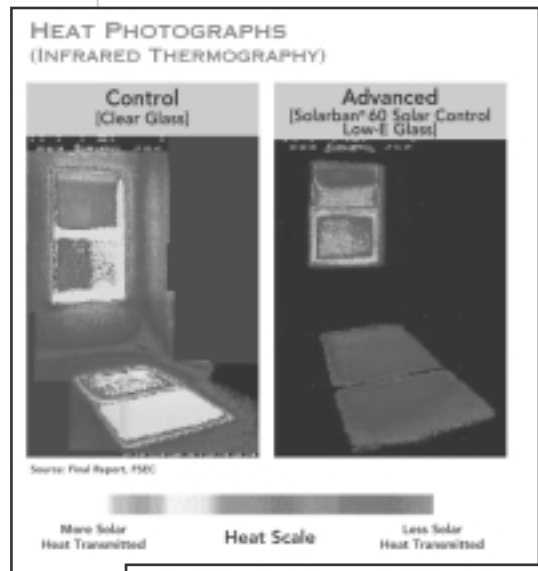 HEAT PHOTOGRAPHS
(INFRARED THERMOGRAPHY)
Control
[Clear Glass]
Advanced
[Solarban® 60 Solar Control
Low-E Glass]
Source: Final Report, FSEC
More Solar
Heat Transmitted
Heat Scale
Less Solar
Heat Transmitted